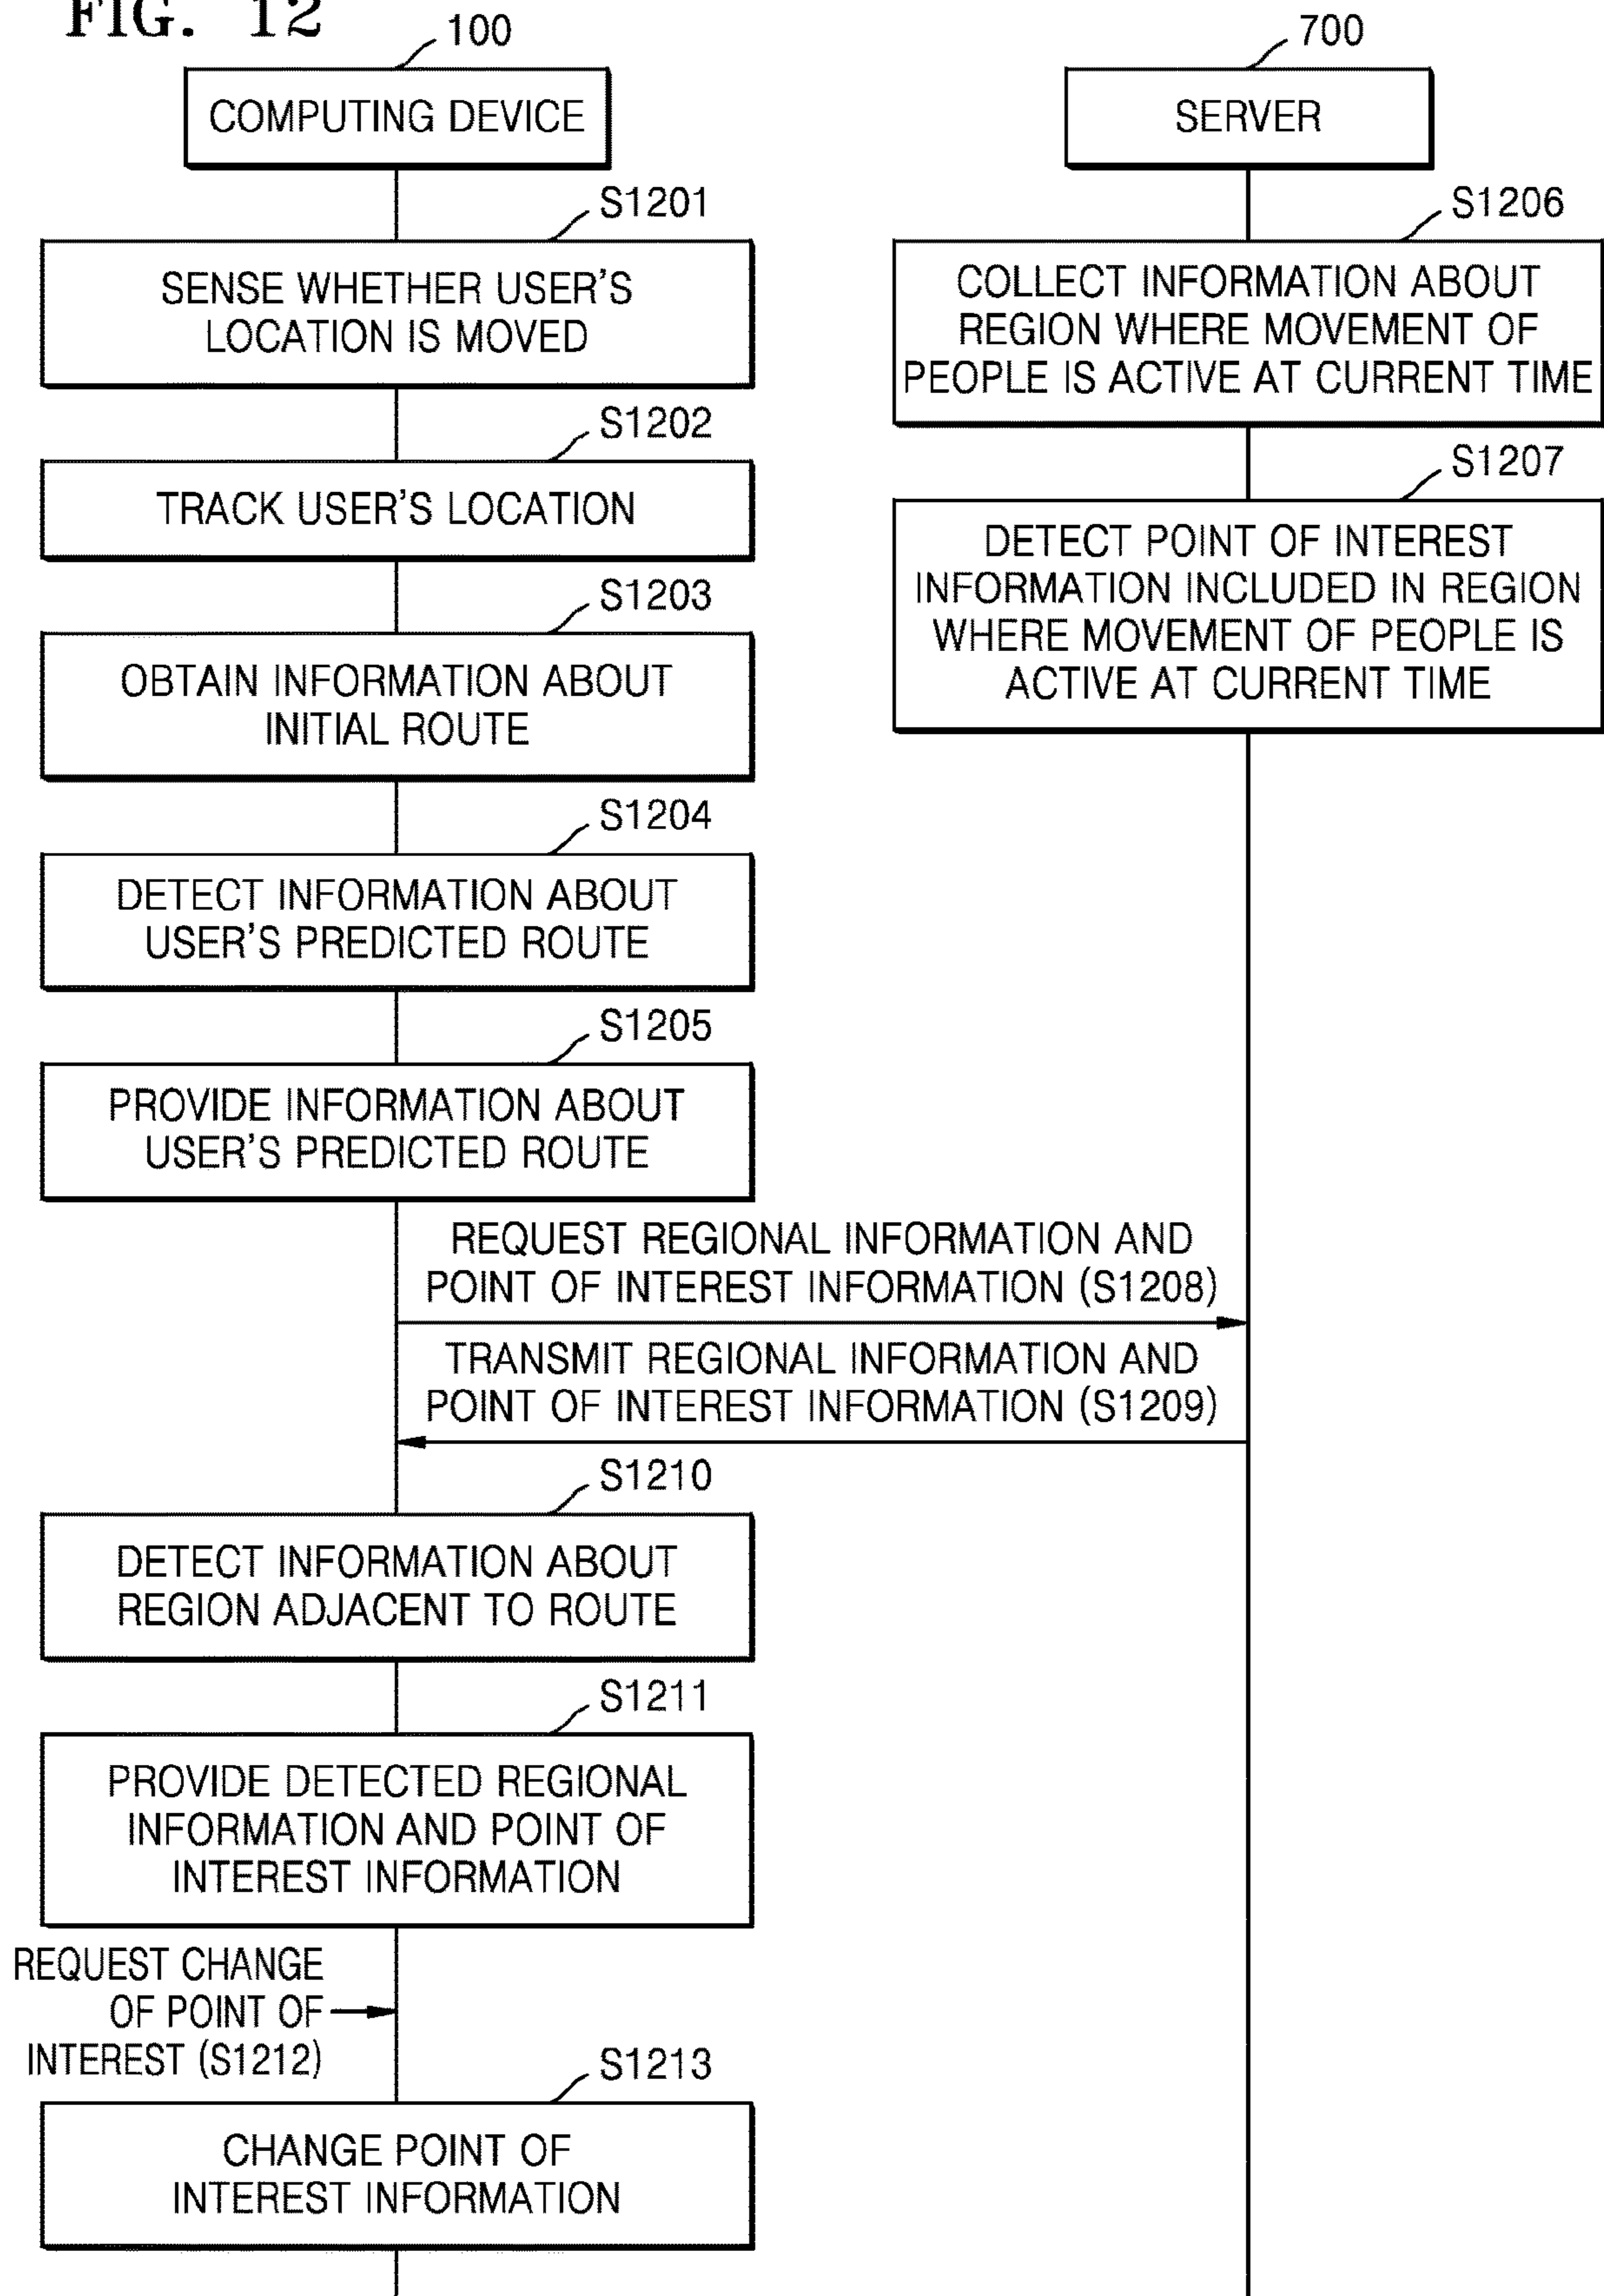 FIG. 12
100
COMPUTING DEVICE
700
SERVER
S1201
SENSE WHETHER USER'S
LOCATION IS MOVED
S1202
TRACK USER'S LOCATION
S1203
OBTAIN INFORMATION ABOUT
INITIAL ROUTE
S1204
DETECT INFORMATION ABOUT
USER'S PREDICTED ROUTE
S1205
PROVIDE INFORMATION ABOUT
USER'S PREDICTED ROUTE
S1206
COLLECT INFORMATION ABOUT
REGION WHERE MOVEMENT OF
PEOPLE IS ACTIVE AT CURRENT TIME
S1207
DETECT POINT OF INTEREST
INFORMATION INCLUDED IN REGION
WHERE MOVEMENT OF PEOPLE IS
ACTIVE AT CURRENT TIME
REQUEST REGIONAL INFORMATION AND
POINT OF INTEREST INFORMATION (S1208)
TRANSMIT REGIONAL INFORMATION AND
POINT OF INTEREST INFORMATION (S1209)
S1210
DETECT INFORMATION ABOUT
REGION ADJACENT TO ROUTE
S1211
PROVIDE DETECTED REGIONAL
INFORMATION AND POINT OF
INTEREST INFORMATION
REQUEST CHANGE
OF POINT OF
INTEREST (S1212)
S1213
CHANGE POINT OF
INTEREST INFORMATION